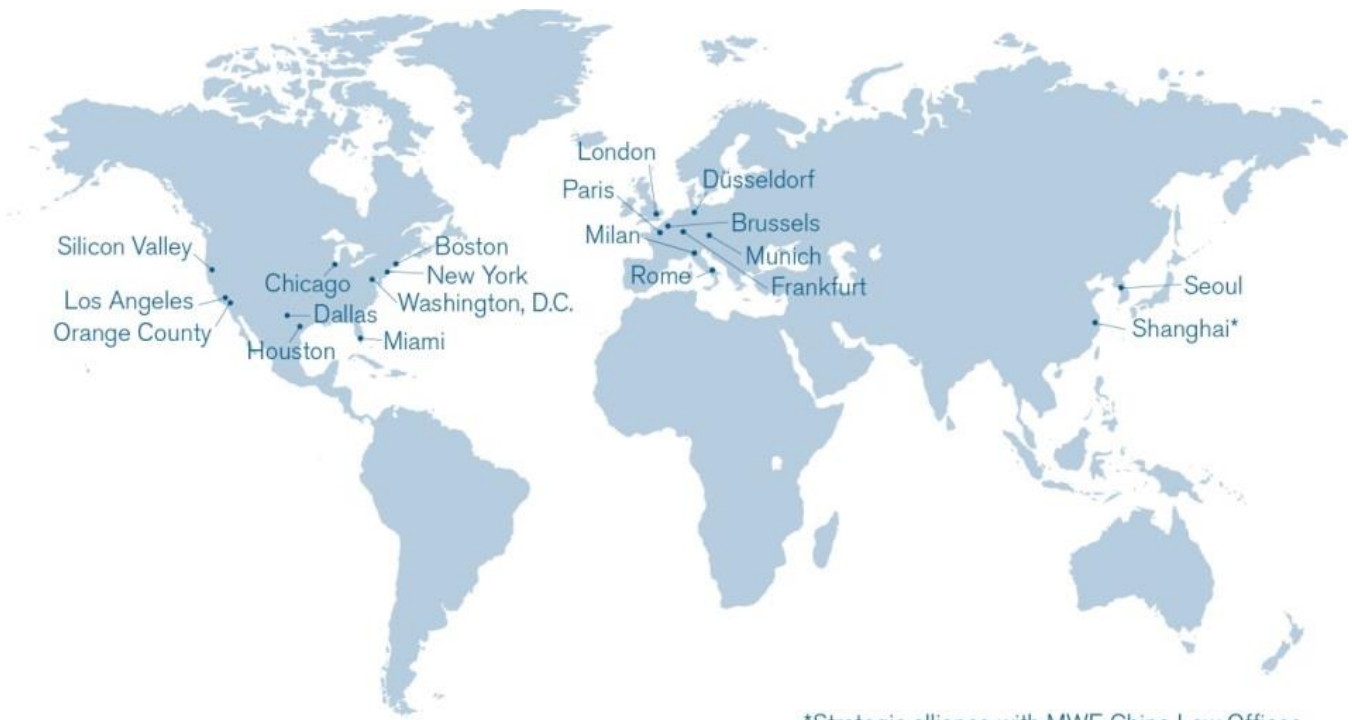 London
Düsseldorf
Paris
Brussels
Milan
Munich
Rome
Frankfurt
Silicon Valley
Boston
Chicago
New York
Los Angeles
Washington, D.C.
Orange County
Dallas
Houston
Miami
Seoul
Shanghai*
*Strategic alliance with MWE China Law Offices